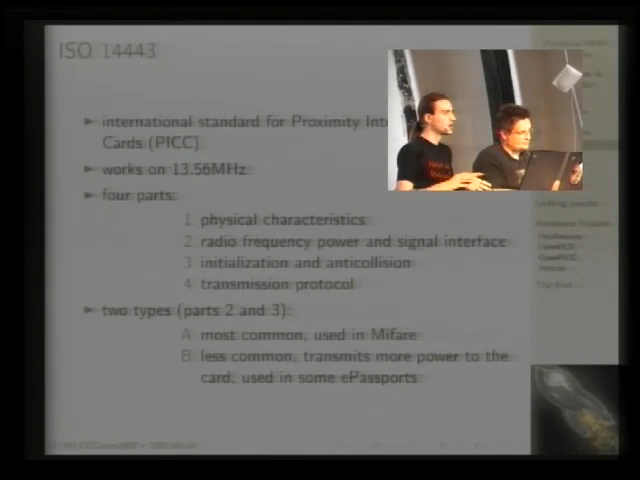 ISO 14443
► international standard for Proximity
Cards (PICC)
► works on 13.56MHz
► four parts:
1 physical characteristics
2 radio frequency power and signal interface
3 initialization and anticollision
4 transmission protocol
► two types (parts 2 and 3):
A most common, used in Mifare
B less common, transmits more power to the
card, used in some ePassports
The End